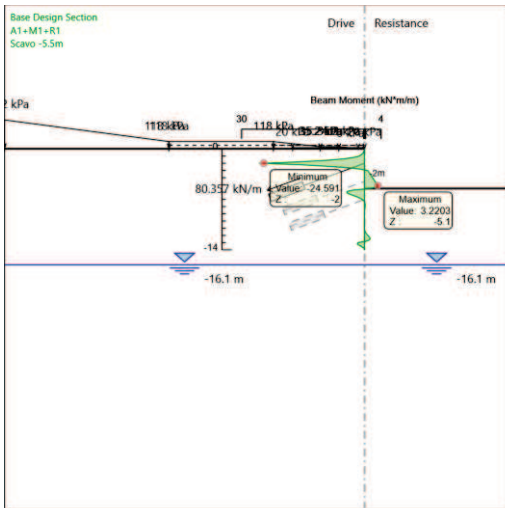 Base Design Section
A1+M1+R1
Scavo -5.5m
Drive
Resistance
2 kPa
Beam Moment (kN*m/m)
30
4
118 kPa
20 kPa
0
2m
Minimum
Value: -24.591
Z -2
80.357 kN/m
Maximum
Value: 3.2203
Z -5.1
-14
-16.1 m
-16.1 m